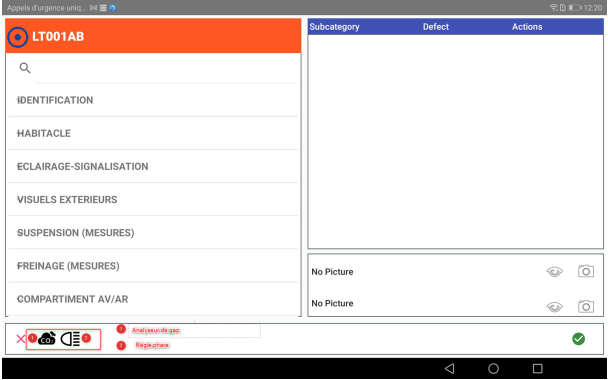 Appels d'urgence uniq... 12:20
LT001AB
Subcategory Defect Actions
IDENTIFICATION
HABITACLE
ECLAIRAGE-SIGNALISATION
VISUELS EXTERIEURS
SUSPENSION (MESURES)
FREINAGE (MESURES)
COMPARTIMENT AV/AR
No Picture
No Picture
1 CO₂ 2
1 Analyseur de gaz
2 Règle phare